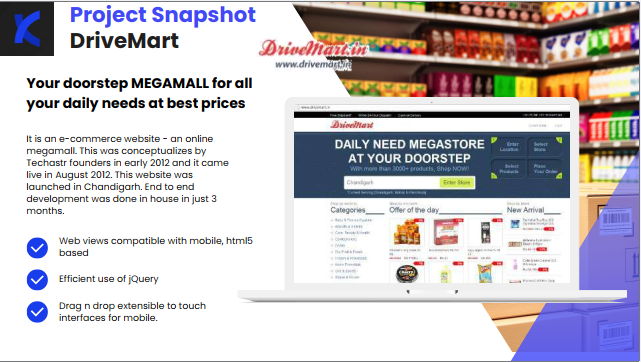 Project Snapshot
DriveMart
DriveMart.in
www.drivemart.in
Your doorstep MEGAMALL for all
your daily needs at best prices
It is an e-commerce website - an online
megamall. This was conceptualizes by
Techastr founders in early 2012 and it came
live in August 2012. This website was
launched in Chandigarh. End to end
development was done in house in just 3
months.
Web views compatible with mobile, html5
based
Efficient use of jQuery
Drag n drop extensible to touch
interfaces for mobile.
DriveMart
DAILY NEED MEGASTORE
AT YOUR DOORSTEP
With more than 3000+ products, Shop NOW!
Chandigarh
Enter Store
Enter
Location
Select
Store
Select
Products
Place
Your Order
Categories
Offer of the day
New Arrival